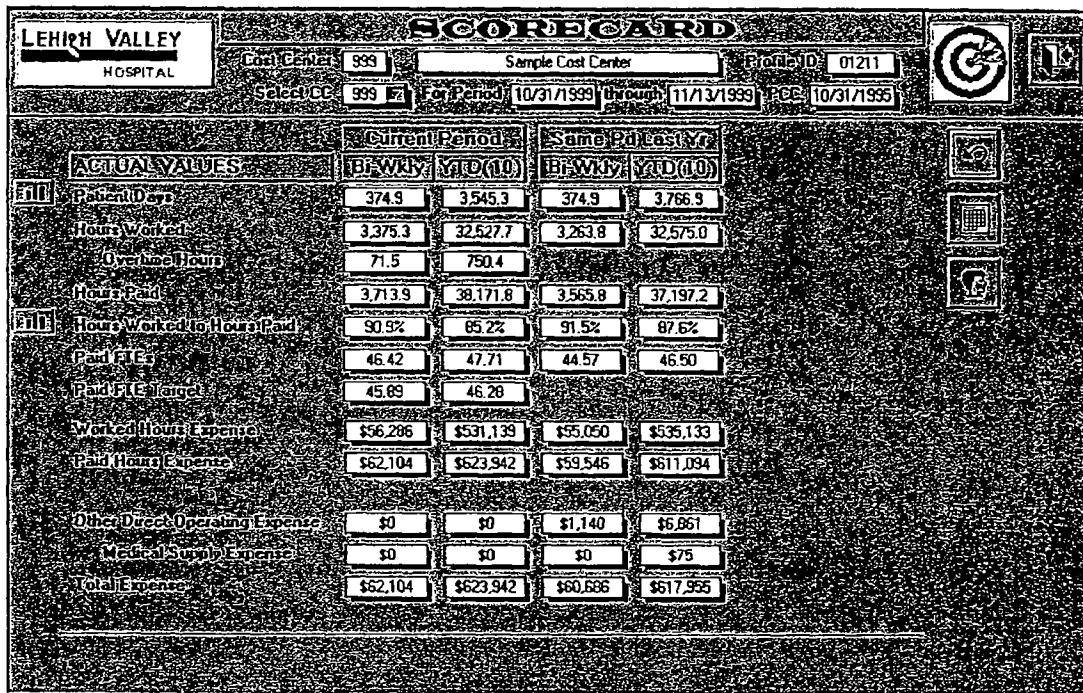 LEHIGH VALLEY
HOSPITAL
SCORECARD
Cost Center 999 Sample Cost Center Profile ID 01211
Select CC 999 For Period 10/31/1999 through 11/13/1999 PCC 10/31/1995
Current Period Same Pd Last Yr
ACTUAL VALUES Bi-Wkly YTD(10) Bi-Wkly YTD(10)
Patient Days 374.9 3,545.3 374.9 3,766.9
Hours Worked 3,375.3 32,527.7 3,263.8 32,575.0
Overtime Hours 71.5 750.4
Hours Paid 3,713.9 38,171.8 3,565.8 37,197.2
Hours Worked to Hours Paid 90.9% 85.2% 91.5% 87.6%
Paid FTEs 46.42 47.71 44.57 46.50
Paid FTE Target 45.89 46.28
Worked Hours Expense $56,286 $531,139 $55,050 $535,133
Paid Hours Expense $62,104 $623,942 $59,546 $611,094
Other Direct Operating Expense $0 $0 $1,140 $6,861
Medical Supply Expense $0 $0 $0 $75
Total Expense $62,104 $623,942 $60,686 $617,955